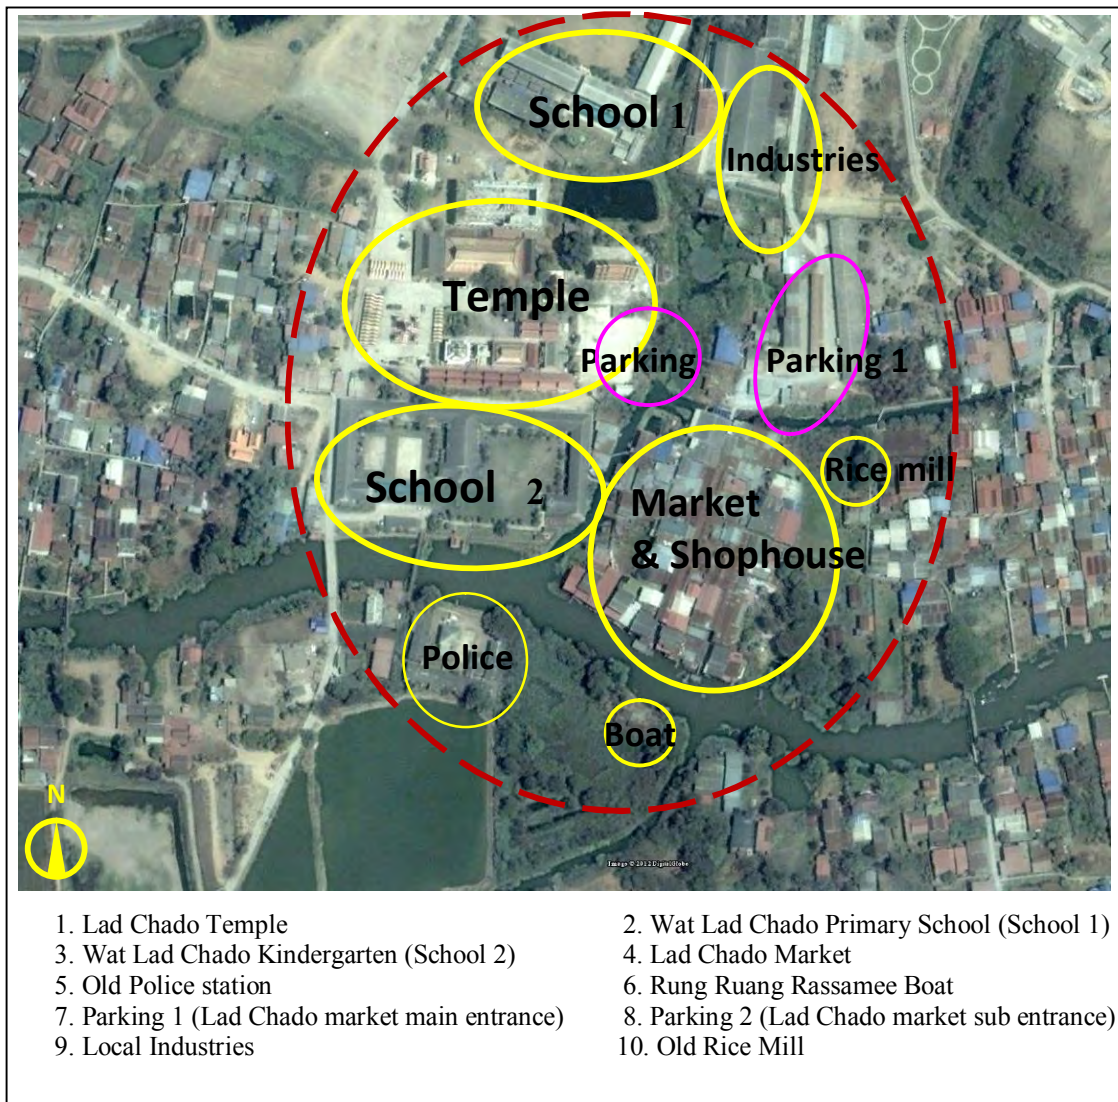 School 1
Industries
Temple
Parking
Parking 1
School 2
Rice mill
Market
& Shophouse
Police
Boat
N
Image © 2012 DigitalGlobe
1. Lad Chado Temple
2. Wat Lad Chado Primary School (School 1)
3. Wat Lad Chado Kindergarten (School 2)
4. Lad Chado Market
5. Old Police station
6. Rung Ruang Rassamee Boat
7. Parking 1 (Lad Chado market main entrance)
8. Parking 2 (Lad Chado market sub entrance)
9. Local Industries
10. Old Rice Mill